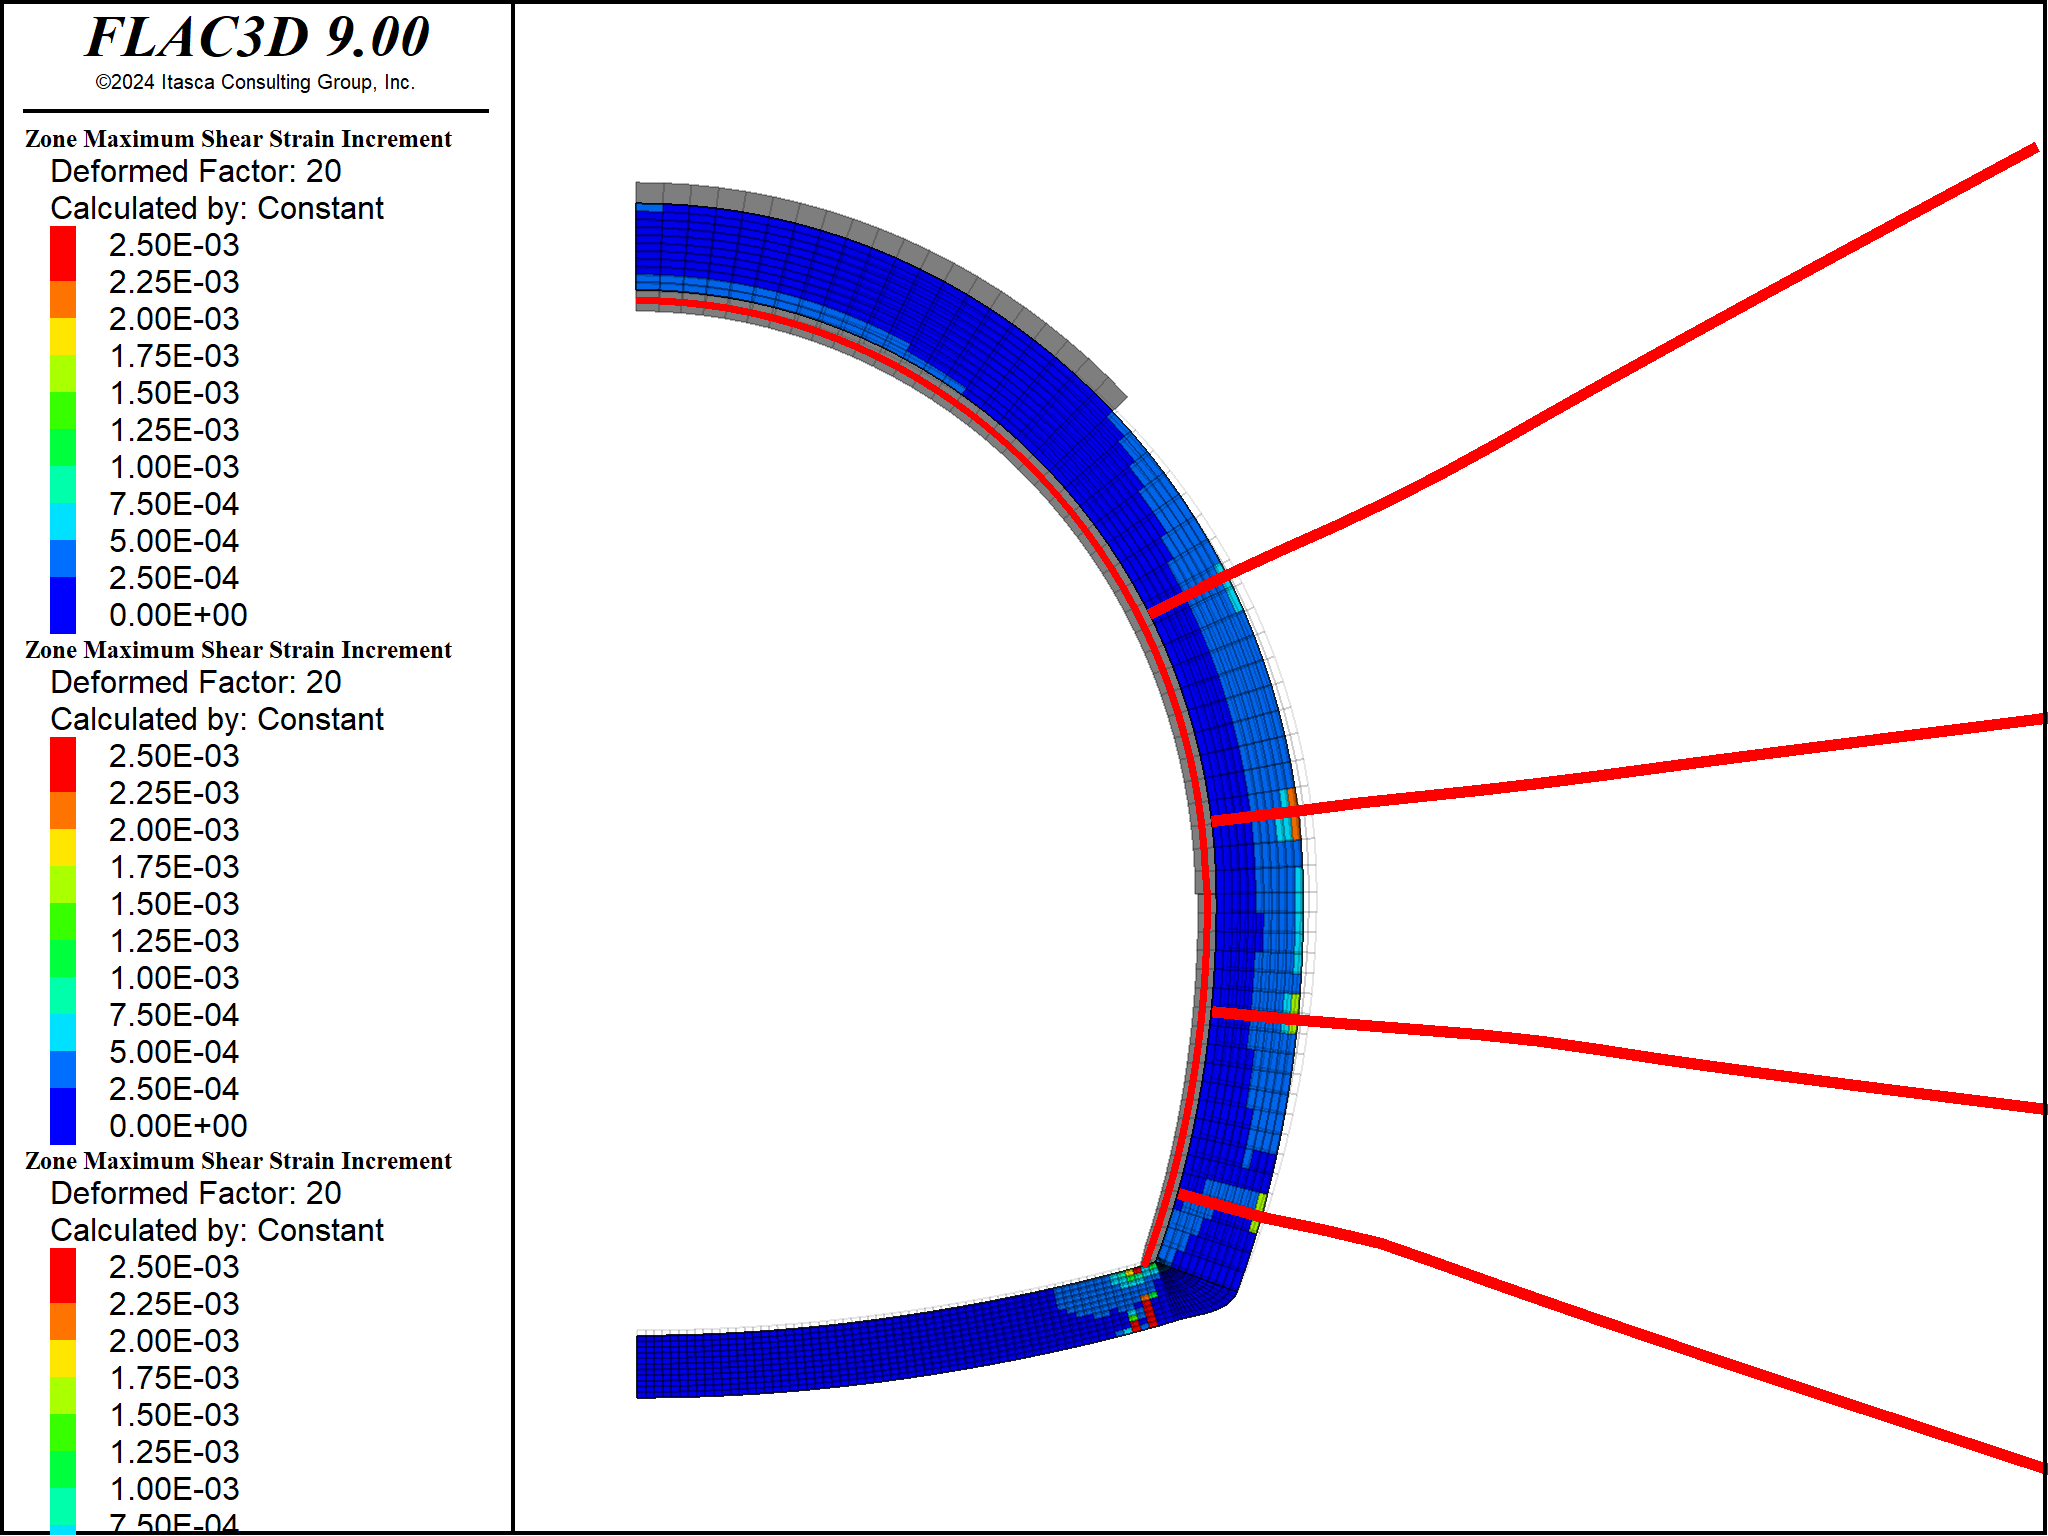 FLAC3D 9.00
©2024 Itasca Consulting Group, Inc.
Zone Maximum Shear Strain Increment
Deformed Factor: 20
Calculated by: Constant
2.50E-03
2.25E-03
2.00E-03
1.75E-03
1.50E-03
1.25E-03
1.00E-03
7.50E-04
5.00E-04
2.50E-04
0.00E+00
Zone Maximum Shear Strain Increment
Deformed Factor: 20
Calculated by: Constant
2.50E-03
2.25E-03
2.00E-03
1.75E-03
1.50E-03
1.25E-03
1.00E-03
7.50E-04
5.00E-04
2.50E-04
0.00E+00
Zone Maximum Shear Strain Increment
Deformed Factor: 20
Calculated by: Constant
2.50E-03
2.25E-03
2.00E-03
1.75E-03
1.50E-03
1.25E-03
1.00E-03
7.50E-04